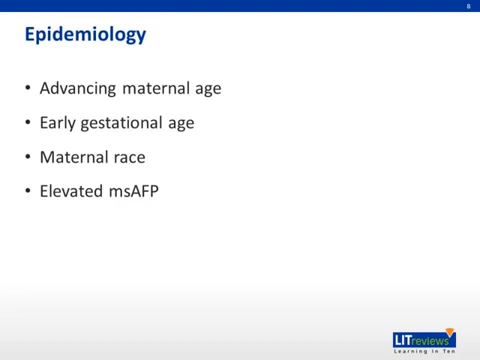 8
Epidemiology
• Advancing maternal age
• Early gestational age
• Maternal race
• Elevated msAFP
LITreviews
Learning In Ten